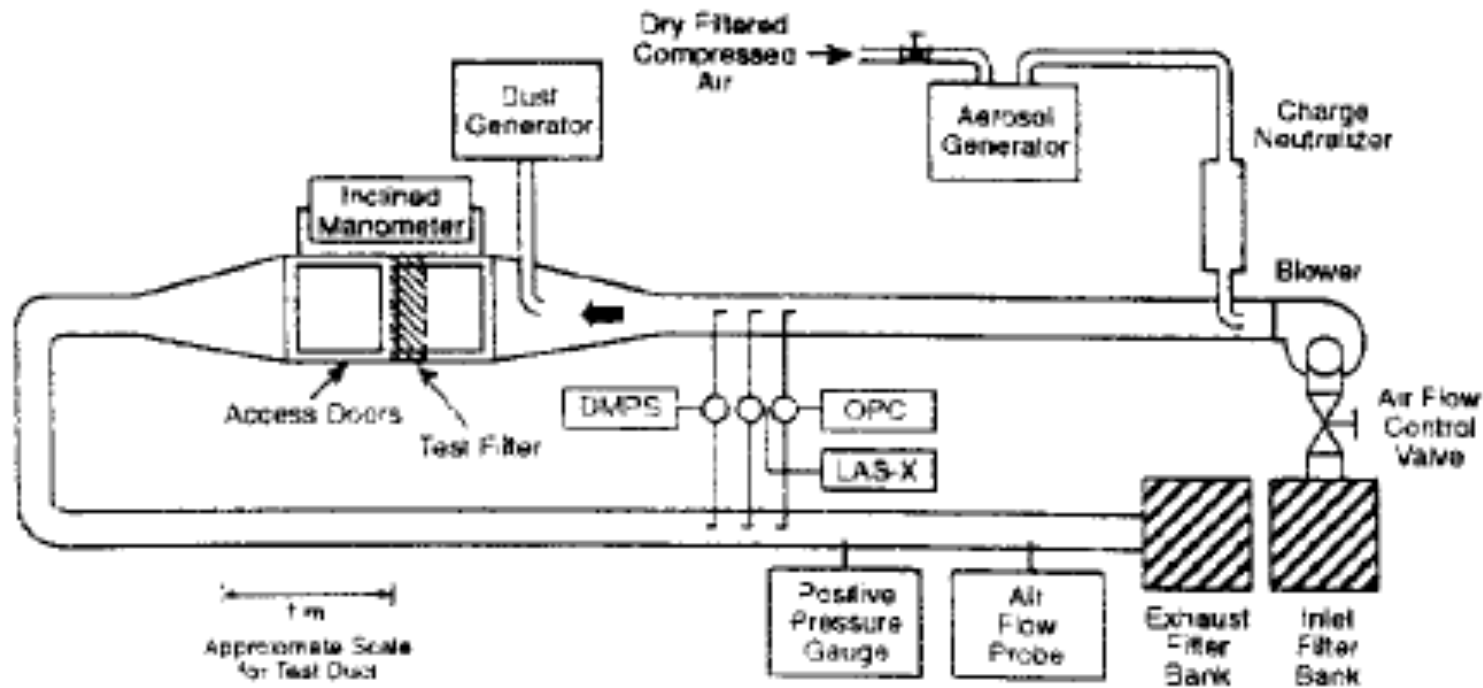 Dry Filtered
Compressed
Air
Dust
Generator
Aerosol
Generator
Charge
Neutralizer
Inclined
Manometer
Blower
Access Doors
Test Filter
DMPS
OPC
LAS-X
Air Flow
Control
Valve
1 m
Approximate Scale
for Test Duct
Positive
Pressure
Gauge
Air
Flow
Probe
Exhaust
Filter
Bank
Inlet
Filter
Bank